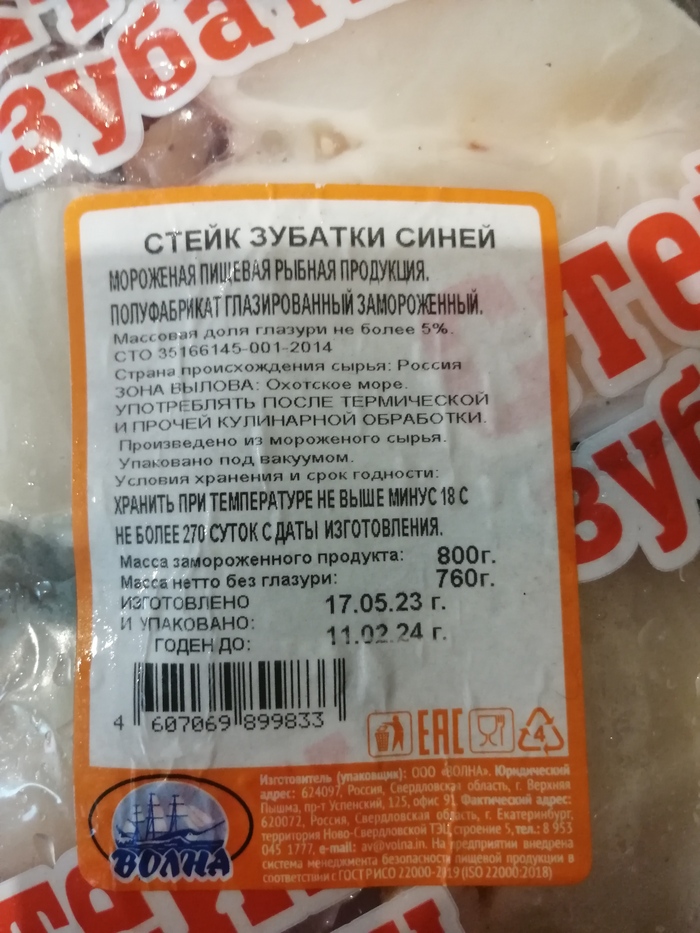 Зубатки
СТЕЙК ЗУБАТКИ СИНЕЙ
МОРОЖЕНАЯ ПИЩЕВАЯ РЫБНАЯ ПРОДУКЦИЯ.
ПОЛУФАБРИКАТ ГЛАЗИРОВАННЫЙ ЗАМОРОЖЕННЫЙ.
Массовая доля глазури не более 5%.
СТО 35166145-001-2014
Страна происхождения сырья: Россия
ЗОНА ВЫЛОВА: Охотское море.
УПОТРЕБЛЯТЬ ПОСЛЕ ТЕРМИЧЕСКОЙ
И ПРОЧЕЙ КУЛИНАРНОЙ ОБРАБОТКИ.
Произведено из мороженого сырья.
Упаковано под вакуумом.
Условия хранения и срок годности:
ХРАНИТЬ ПРИ ТЕМПЕРАТУРЕ НЕ ВЫШЕ МИНУС 18 С
НЕ БОЛЕЕ 270 СУТОК С ДАТЫ ИЗГОТОВЛЕНИЯ.
Масса замороженного продукта: 800г.
Масса нетто без глазури: 760г.
ИЗГОТОВЛЕНО 17.05.23 г.
И УПАКОВАНО:
ГОДЕН ДО: 11.02.24 г.
4 607069 899833
EAC
4
Изготовитель (упаковщик): ООО «ВОЛНА». Юридический
адрес: 624097, Россия, Свердловская область, г. Верхняя
Пышма, пр-т Успенский, 125, офис 91. Фактический адрес:
620072, Россия, Свердловская область, г. Екатеринбург,
территория Ново-Свердловской ТЭЦ, строение 5, тел.: 8 953
045 1777, e-mail: av@volna.in. На предприятии внедрена
система менеджмента безопасности пищевой продукции в
соответствии с ГОСТ Р ИСО 22000-2019 (ISO 22000:2018)
ВОЛНА